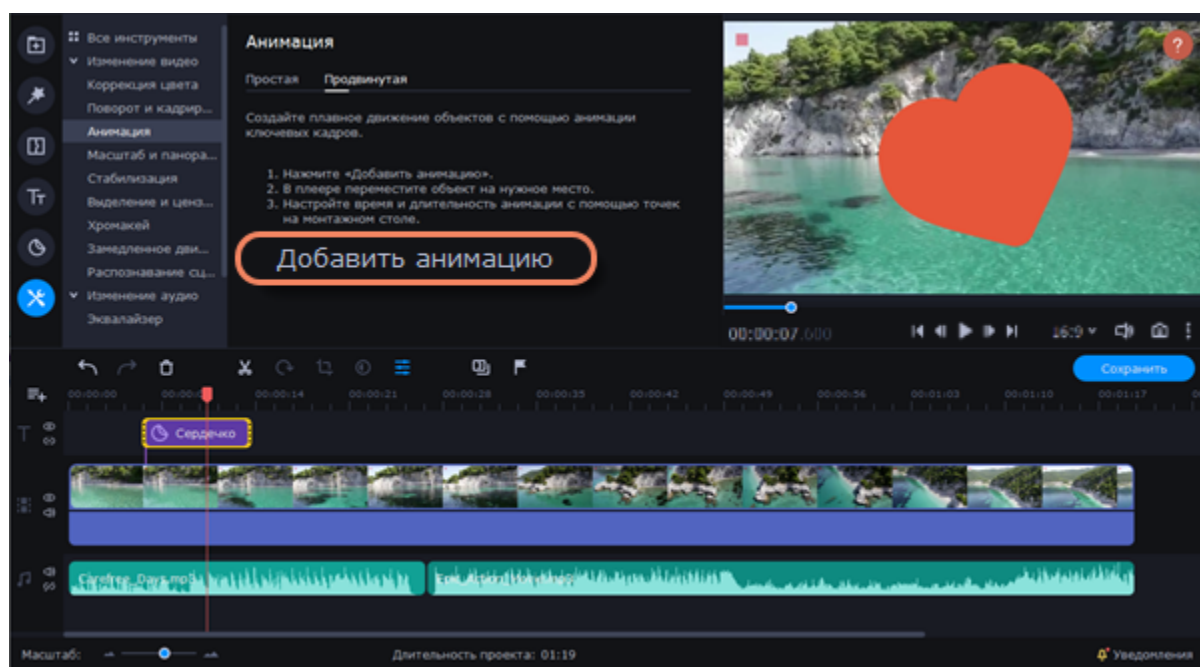 Все инструменты
Изменение видео
Коррекция цвета
Поворот и кадрир...
Анимация
Масштаб и панора...
Стабилизация
Выделение и ценз...
Хромакей
Замедленное дви...
Распознавание сц...
Изменение аудио
Эквалайзер
Анимация
Простая Продвинутая
Создайте плавное движение объектов с помощью анимации
ключевых кадров.
1. Нажмите «Добавить анимацию».
2. В плеере переместите объект на нужное место.
3. Настройте время и длительность анимации с помощью точек
на монтажном столе.
Добавить анимацию
?
00:00:07.600
16:9
Сохранить
00:00:00 00:00:14 00:00:21 00:00:28 00:00:35 00:00:42 00:00:49 00:00:56 00:01:03 00:01:10 00:01:17
Сердечко
Carefree_Days.mp3
Масштаб:
Длительность проекта: 01:19
Уведомления